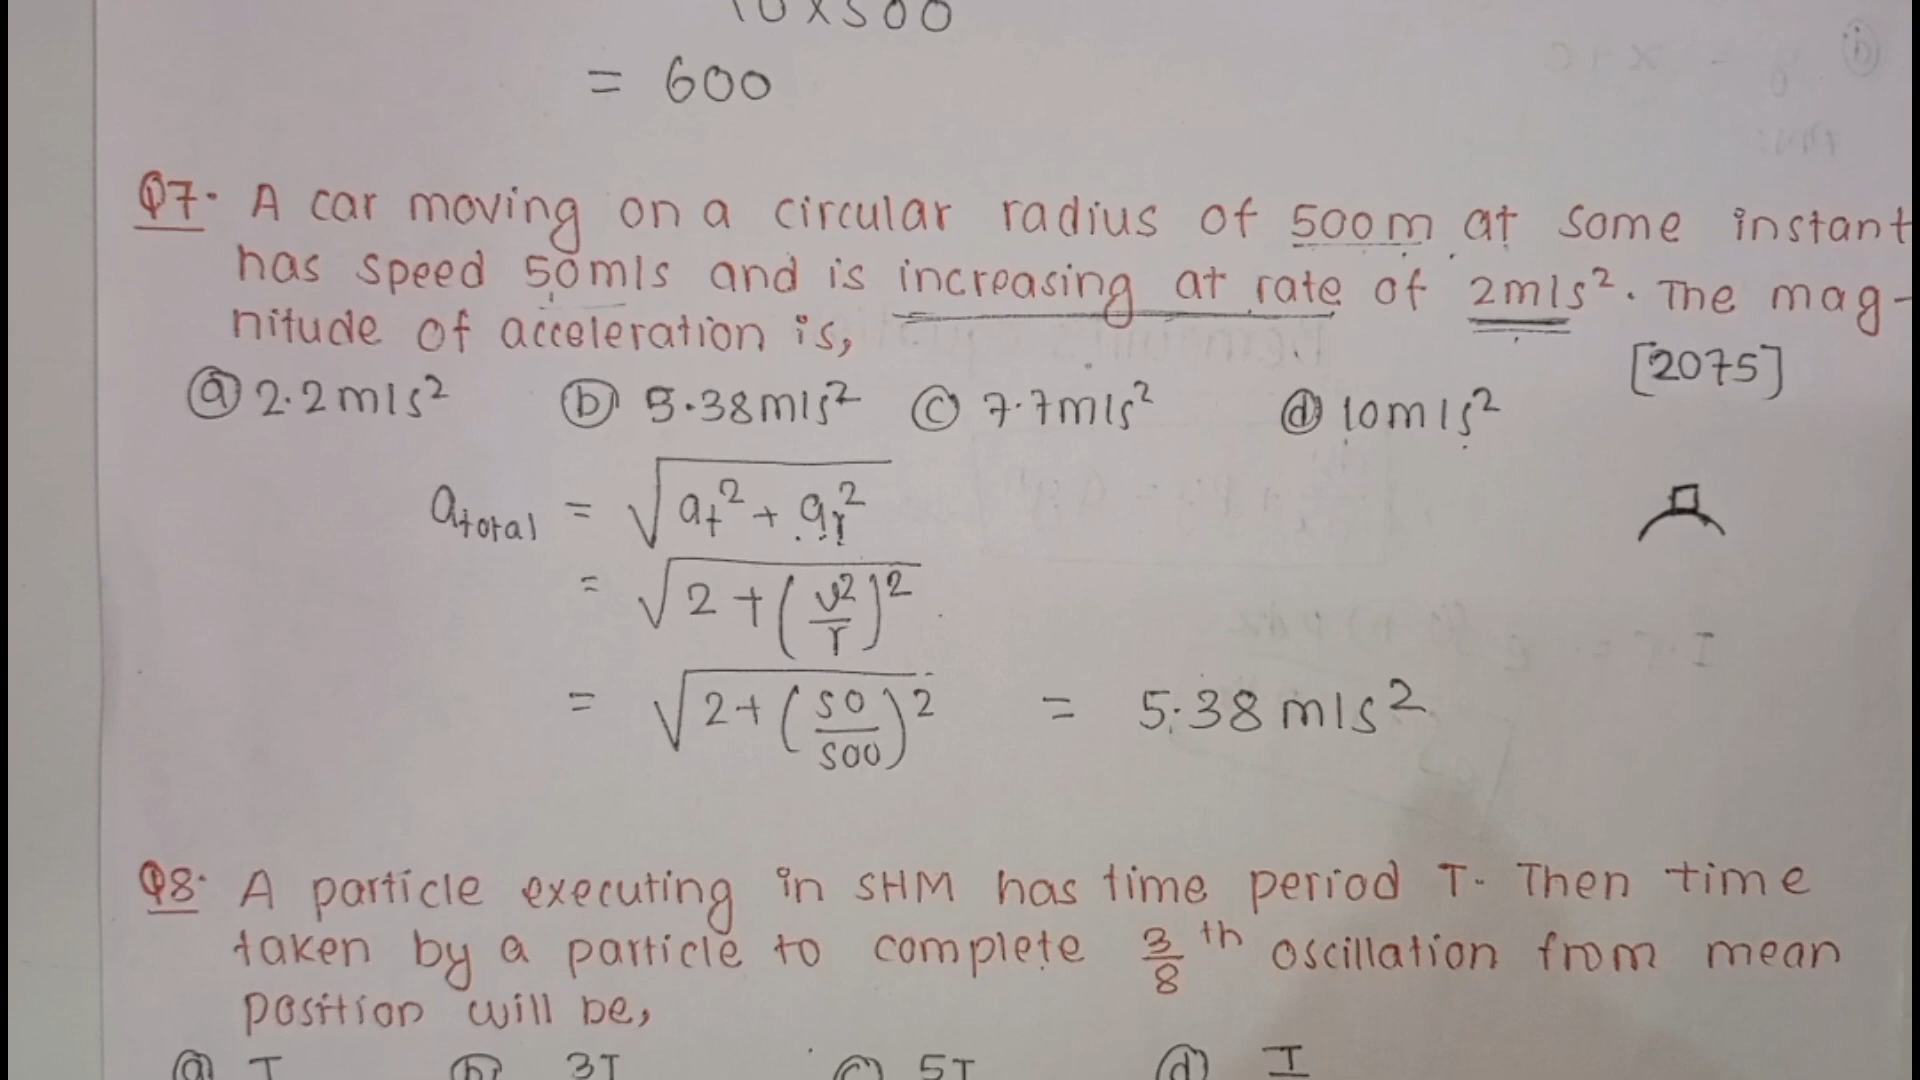 10×500
= 600
Q7. A car moving on a circular radius of 500m at some instant
has speed 50m/s and is increasing at rate of 2m/s². The mag-
nitude of acceleration is,
[2075]
ⓐ 2.2m/s² ⓑ 5.38m/s² ⓒ 7.7m/s² ⓓ 10m/s²
a_total = √(a_t² + a_r²)
= √(2 + (v²/r)²)
= √(2 + (50/500)²) = 5.38 m/s²
Q8. A particle executing in SHM has time period T. Then time
taken by a particle to complete 3/8 th oscillation from mean
position will be,
ⓐ T ⓑ 3T ⓒ 5T ⓓ T